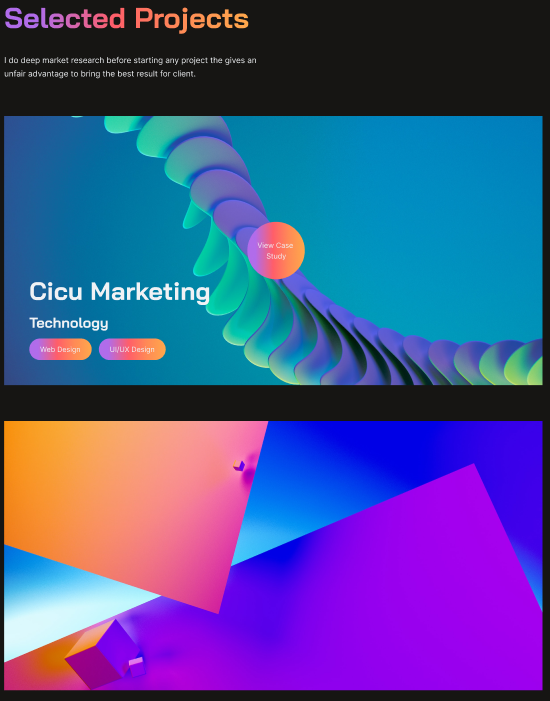 Selected Projects
I do deep market research before starting any project the gives an
unfair advantage to bring the best result for client.
View Case
Study
Cicu Marketing
Technology
Web Design
UI/UX Design